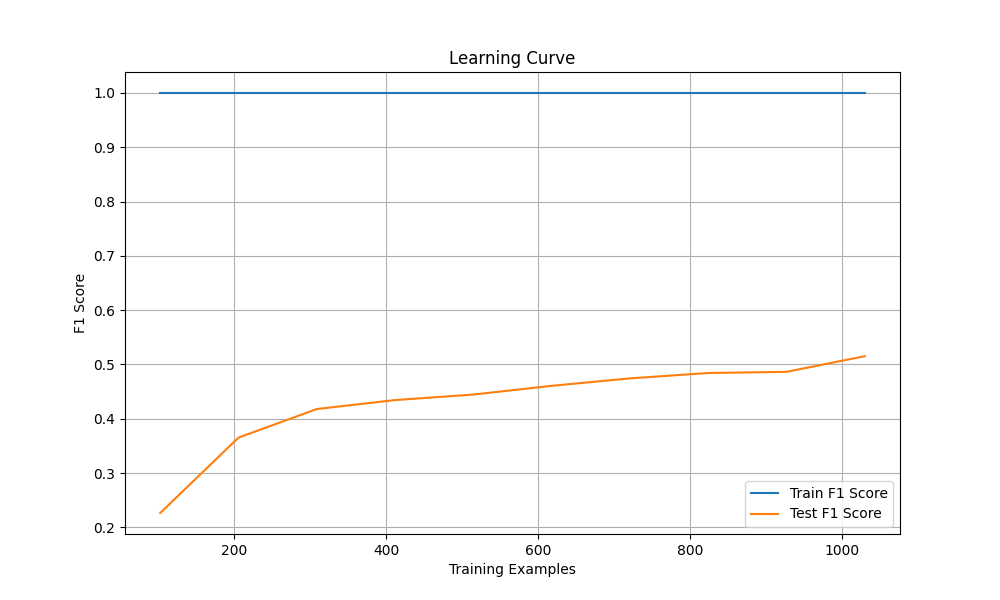 Learning Curve
1.0
0.9
0.8
0.7
0.6
0.5
0.4
0.3
0.2
F1 Score
200 400 600 800 1000
Training Examples
Train F1 Score
Test F1 Score